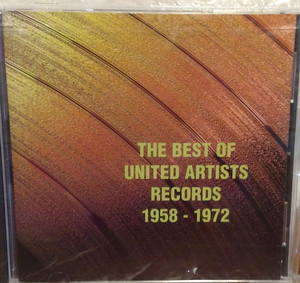 THE BEST OF
UNITED ARTISTS
RECORDS
1958 - 1972